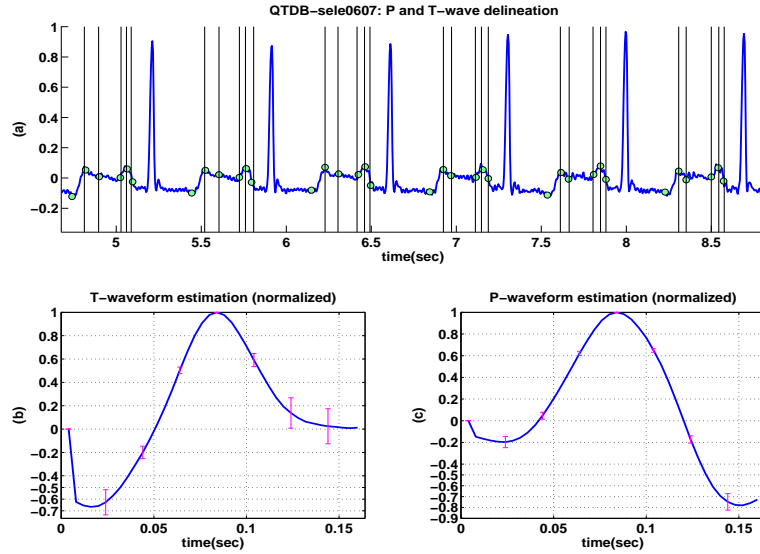 QTDB−sele0607: P and T−wave delineation
(a)
1
0.8
0.6
0.4
0.2
0
−0.2
5 5.5 6 6.5 7 7.5 8 8.5
time(sec)
T−waveform estimation (normalized)
(b)
1
0.8
0.6
0.4
0.2
0
−0.2
−0.4
−0.5
−0.6
−0.7
0 0.05 0.1 0.15
time(sec)
P−waveform estimation (normalized)
(c)
1
0.8
0.6
0.4
0.2
0
−0.2
−0.4
−0.5
−0.6
−0.7
−0.8
−0.9
0 0.05 0.1 0.15
time(sec)